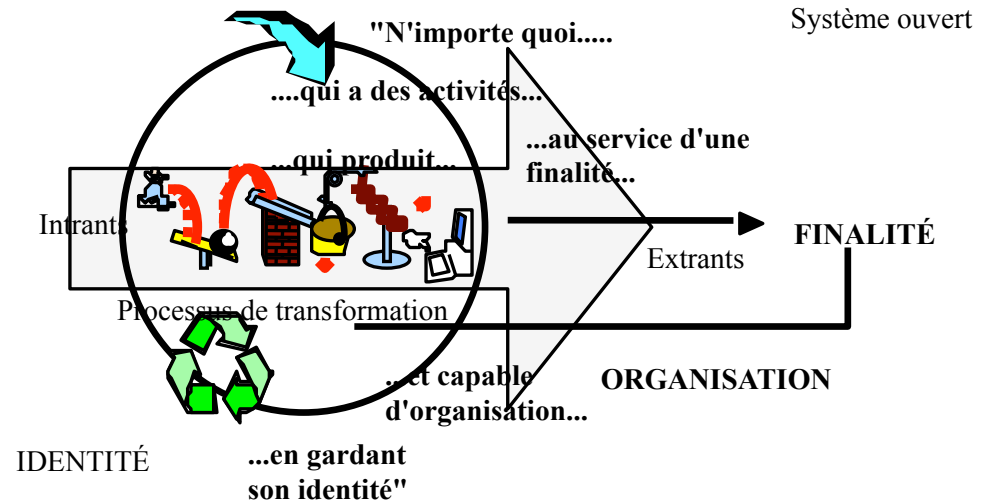 Système ouvert
"N'importe quoi.....
....qui a des activités...
...au service d'une
finalité...
...qui produit...
Intrants
FINALITÉ
Extrants
Processus de transformation
...et capable
d'organisation...
ORGANISATION
IDENTITÉ
...en gardant
son identité"